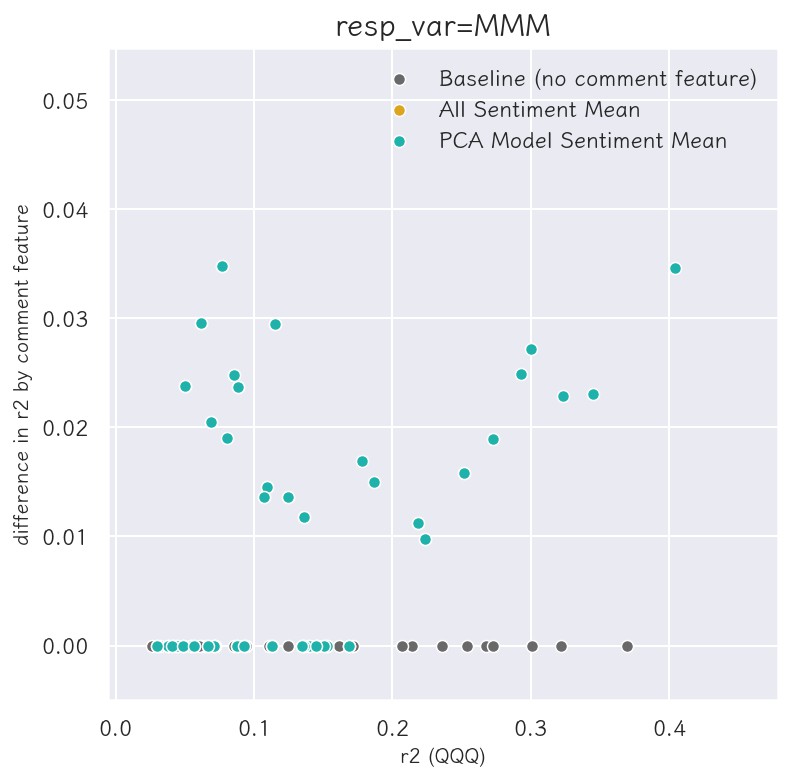 resp_var=MMM
Baseline (no comment feature)
All Sentiment Mean
PCA Model Sentiment Mean
difference in r2 by comment feature
0.05
0.04
0.03
0.02
0.01
0.00
0.0 0.1 0.2 0.3 0.4
r2 (QQQ)